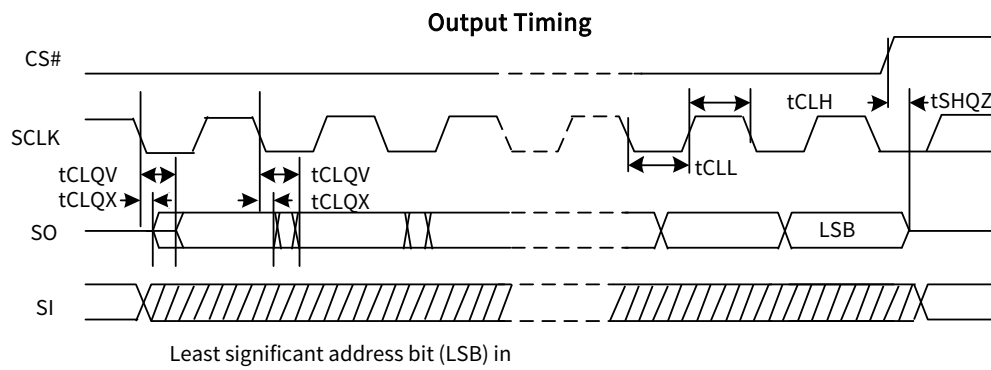 Output Timing
CS#
tCLH
tSHQZ
SCLK
tCLL
tCLQV
tCLQV
tCLQX
tCLQX
SO
LSB
SI
Least significant address bit (LSB) in